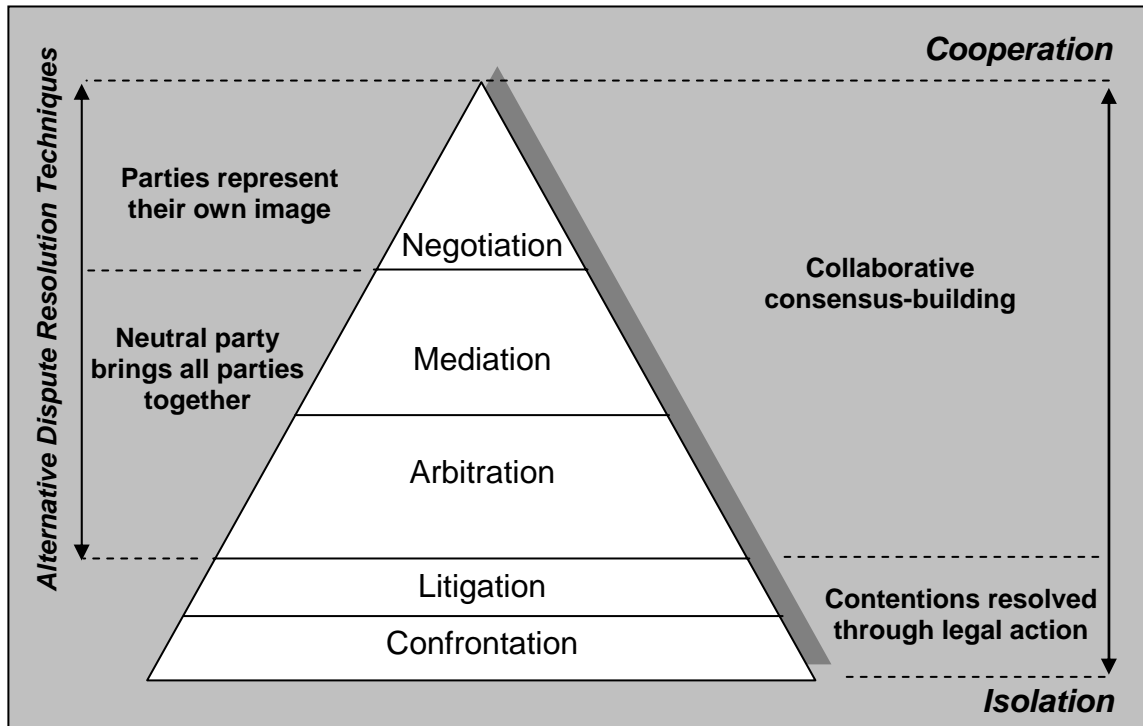 Cooperation
Alternative Dispute Resolution Techniques
Parties represent
their own image
Negotiation
Collaborative
consensus-building
Neutral party
brings all parties
together
Mediation
Arbitration
Litigation
Contentions resolved
through legal action
Confrontation
Isolation